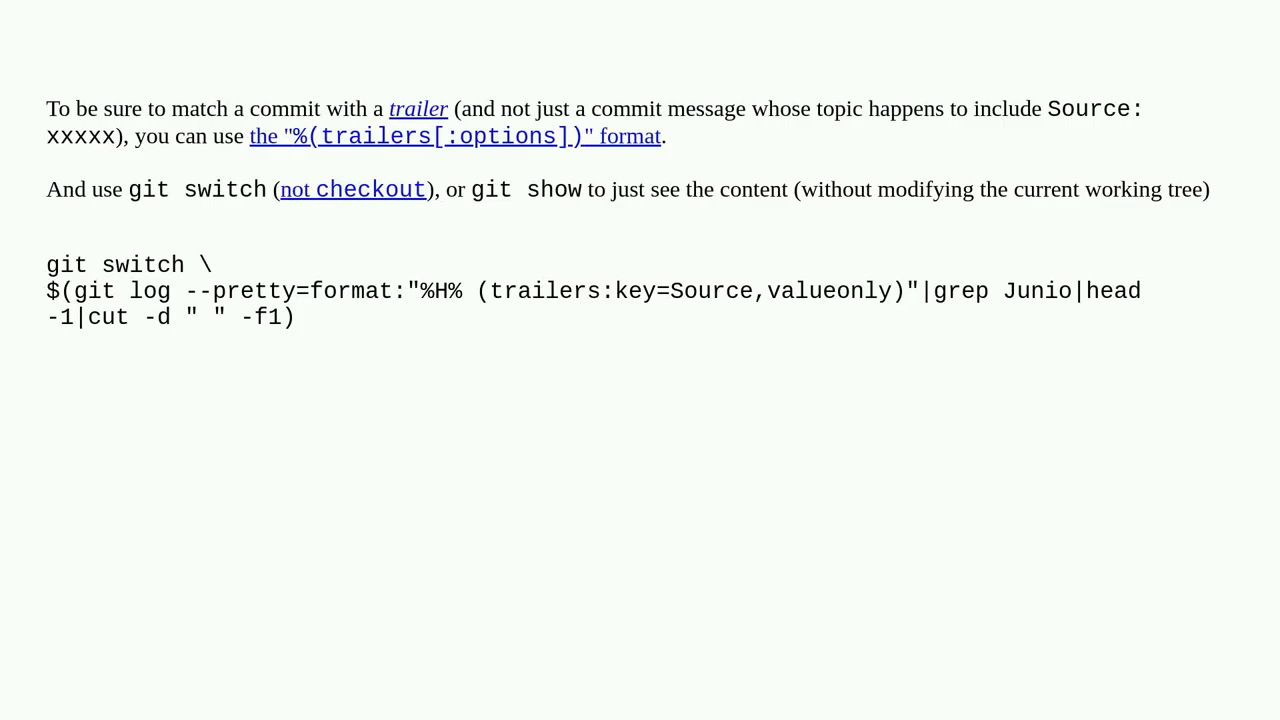 To be sure to match a commit with a trailer (and not just a commit message whose topic happens to include Source:
xxxxx), you can use the "%(trailers[:options])" format.
And use git switch (not checkout), or git show to just see the content (without modifying the current working tree)
git switch \
$(git log --pretty=format:"%H% (trailers:key=Source,valueonly)"|grep Junio|head
-1|cut -d " " -f1)